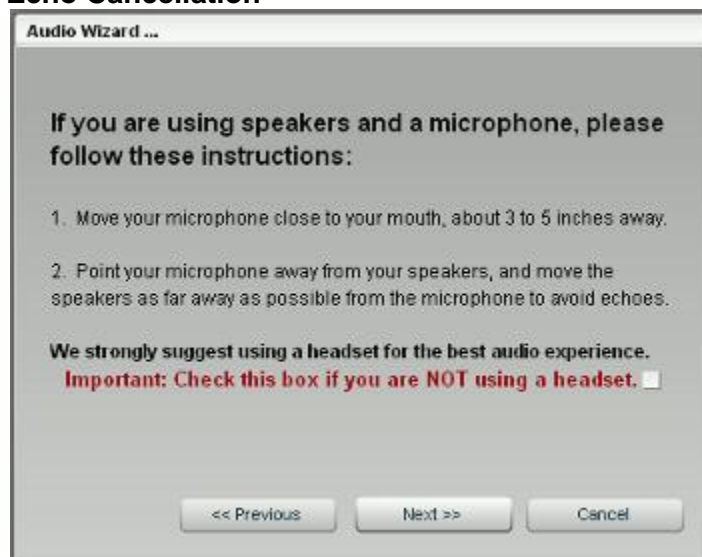 Echo Cancellation
Audio Wizard ...
If you are using speakers and a microphone, please
follow these instructions:
1. Move your microphone close to your mouth, about 3 to 5 inches away.
2. Point your microphone away from your speakers, and move the
speakers as far away as possible from the microphone to avoid echoes.
We strongly suggest using a headset for the best audio experience.
Important: Check this box if you are NOT using a headset.
<< Previous Next >> Cancel